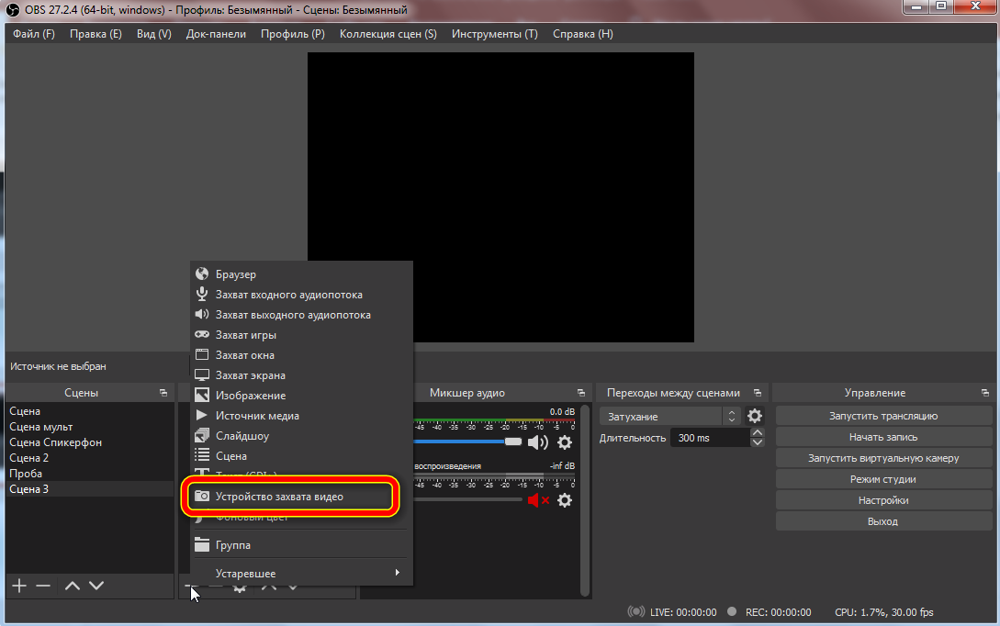 OBS 27.2.4 (64-bit, windows) - Профиль: Безымянный - Сцены: Безымянный
Файл (F) Правка (E) Вид (V) Док-панели Профиль (P) Коллекция сцен (S) Инструменты (T) Справка (H)
Браузер
Захват входного аудиопотока
Захват выходного аудиопотока
Захват игры
Захват окна
Захват экрана
Изображение
Источник медиа
Слайдшоу
Сцена
Текст (GDI+)
Устройство захвата видео
Фоновый цвет
Группа
Устаревшее
Источник не выбран
Сцены
Сцена
Сцена мульт
Сцена Спикерфон
Сцена 2
Проба
Сцена 3
Микшер аудио
0.0 dB
-45 -40 -35 -30 -25 -20 -15 -10 -5 0
воспроизведения -inf dB
-45 -40 -35 -30 -25 -20 -15 -10 -5 0
Переходы между сценами
Затухание
Длительность 300 ms
Управление
Запустить трансляцию
Начать запись
Запустить виртуальную камеру
Режим студии
Настройки
Выход
LIVE: 00:00:00 REC: 00:00:00 CPU: 1.7%, 30.00 fps